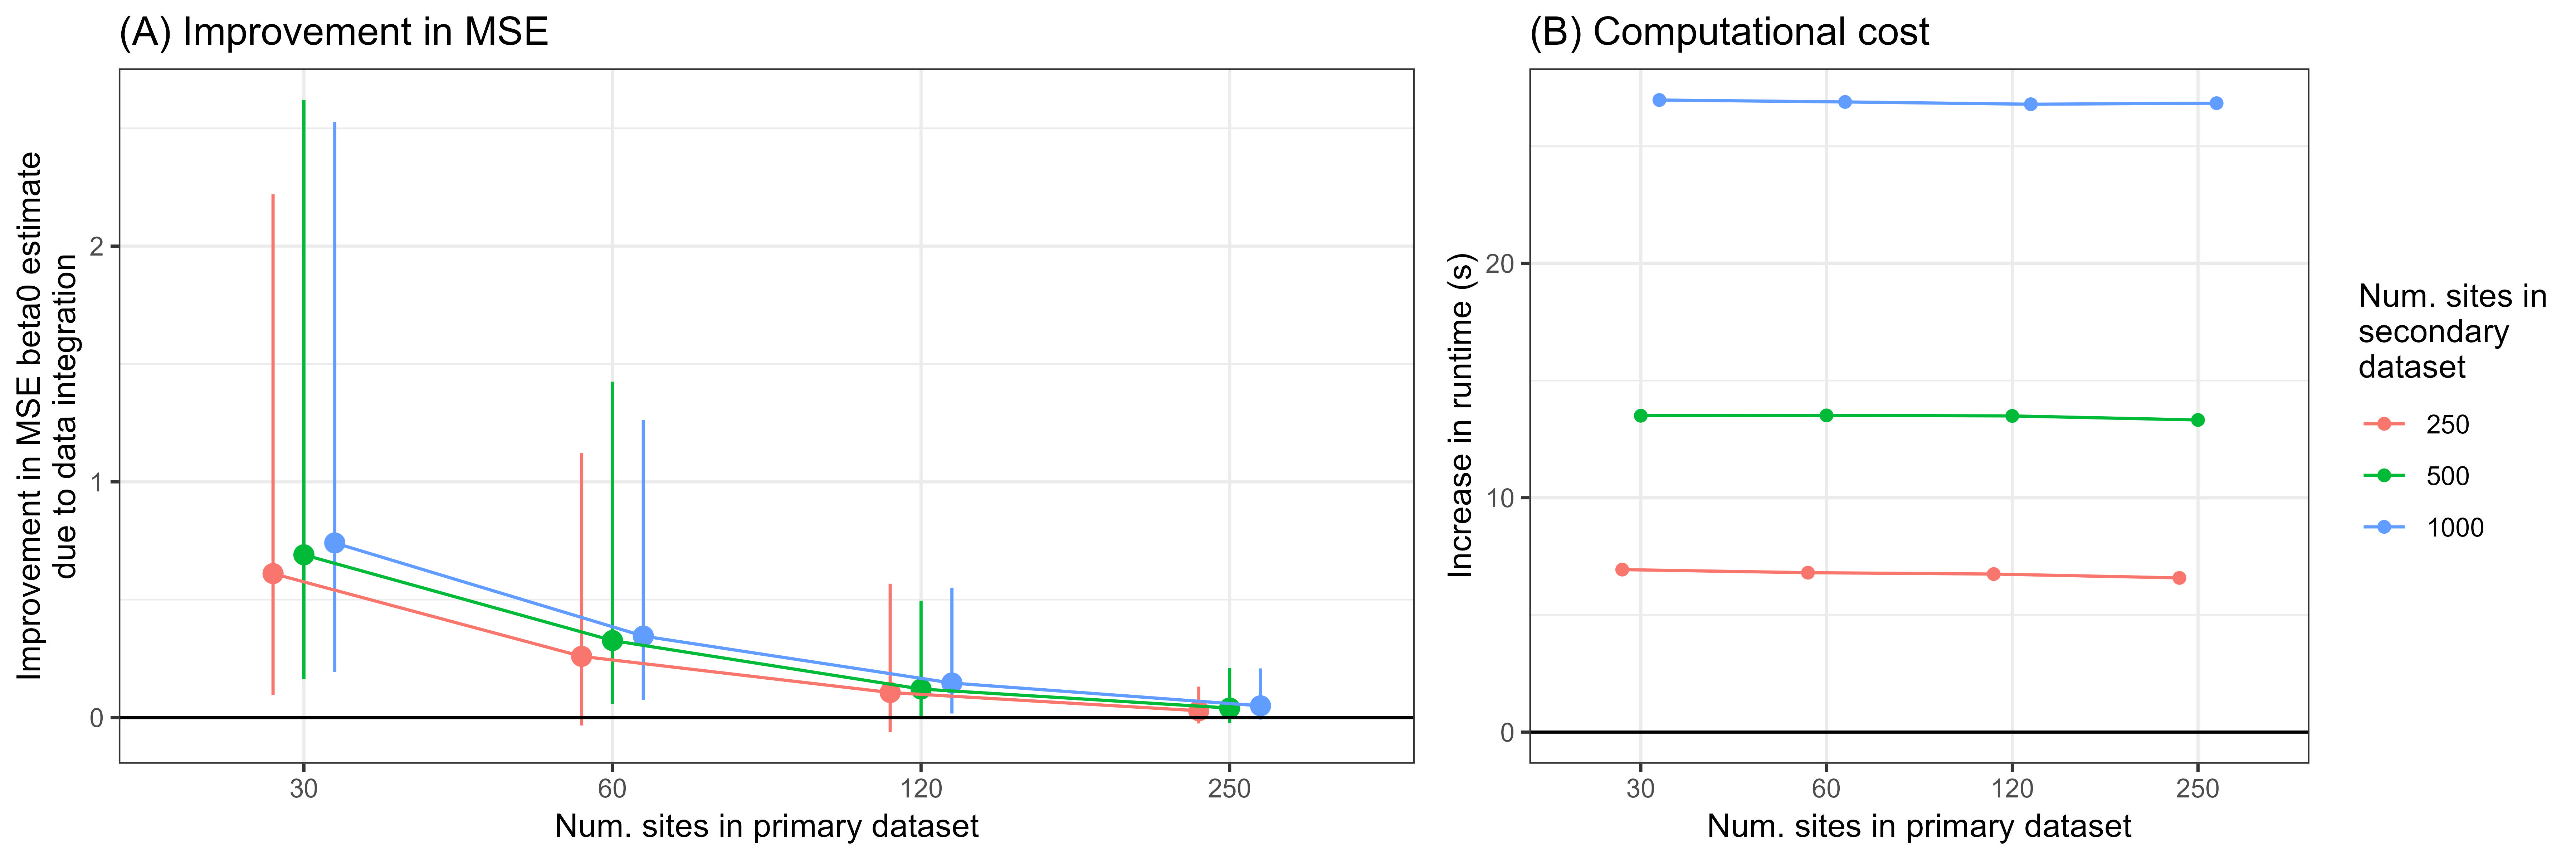 (A) Improvement in MSE
Improvement in MSE beta0 estimate
due to data integration
2
1
0
30
60
120
250
Num. sites in primary dataset
(B) Computational cost
Increase in runtime (s)
20
10
0
30
60
120
250
Num. sites in primary dataset
Num. sites in
secondary
dataset
250
500
1000